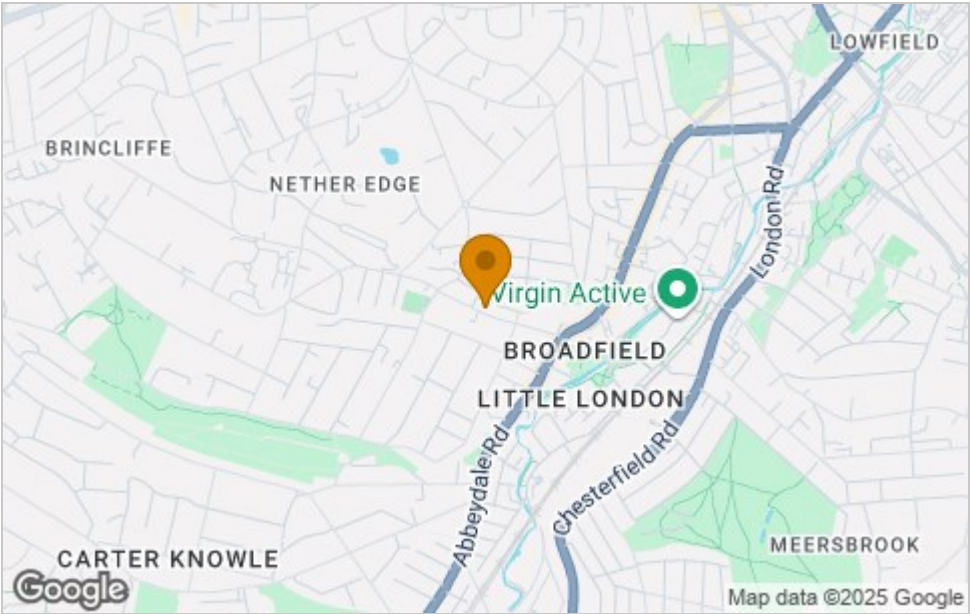 LOWFIELD
BRINCLIFFE
NETHER EDGE
London Rd
Virgin Active
BROADFIELD
LITTLE LONDON
Abbeydale Rd
Chesterfield Rd
CARTER KNOWLE
MEERSBROOK
Google
Map data ©2025 Google